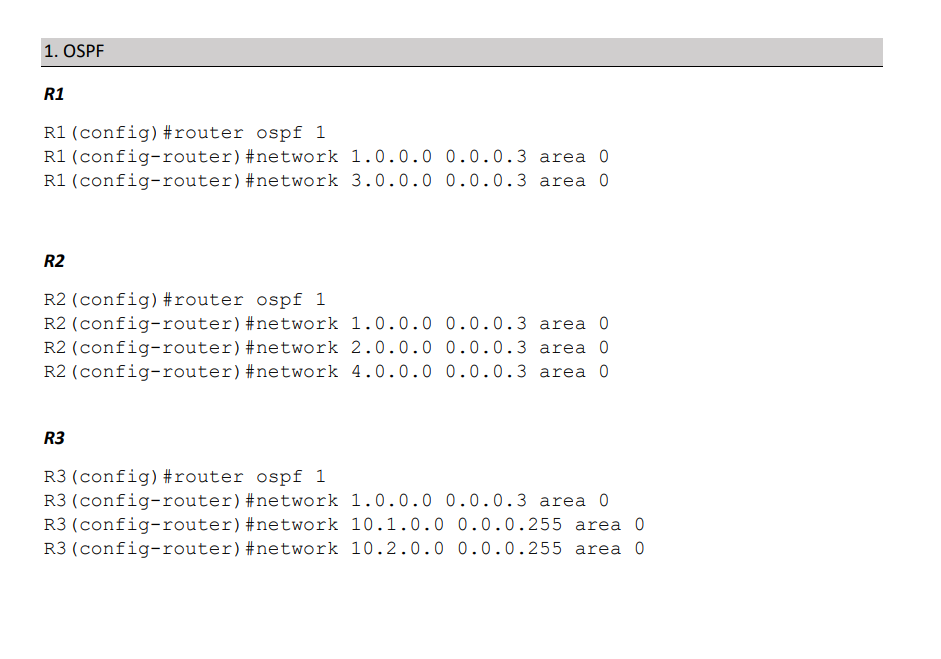 1. OSPF
R1
R1(config)#router ospf 1
R1(config-router)#network 1.0.0.0 0.0.0.3 area 0
R1(config-router)#network 3.0.0.0 0.0.0.3 area 0
R2
R2(config)#router ospf 1
R2(config-router)#network 1.0.0.0 0.0.0.3 area 0
R2(config-router)#network 2.0.0.0 0.0.0.3 area 0
R2(config-router)#network 4.0.0.0 0.0.0.3 area 0
R3
R3(config)#router ospf 1
R3(config-router)#network 1.0.0.0 0.0.0.3 area 0
R3(config-router)#network 10.1.0.0 0.0.0.255 area 0
R3(config-router)#network 10.2.0.0 0.0.0.255 area 0